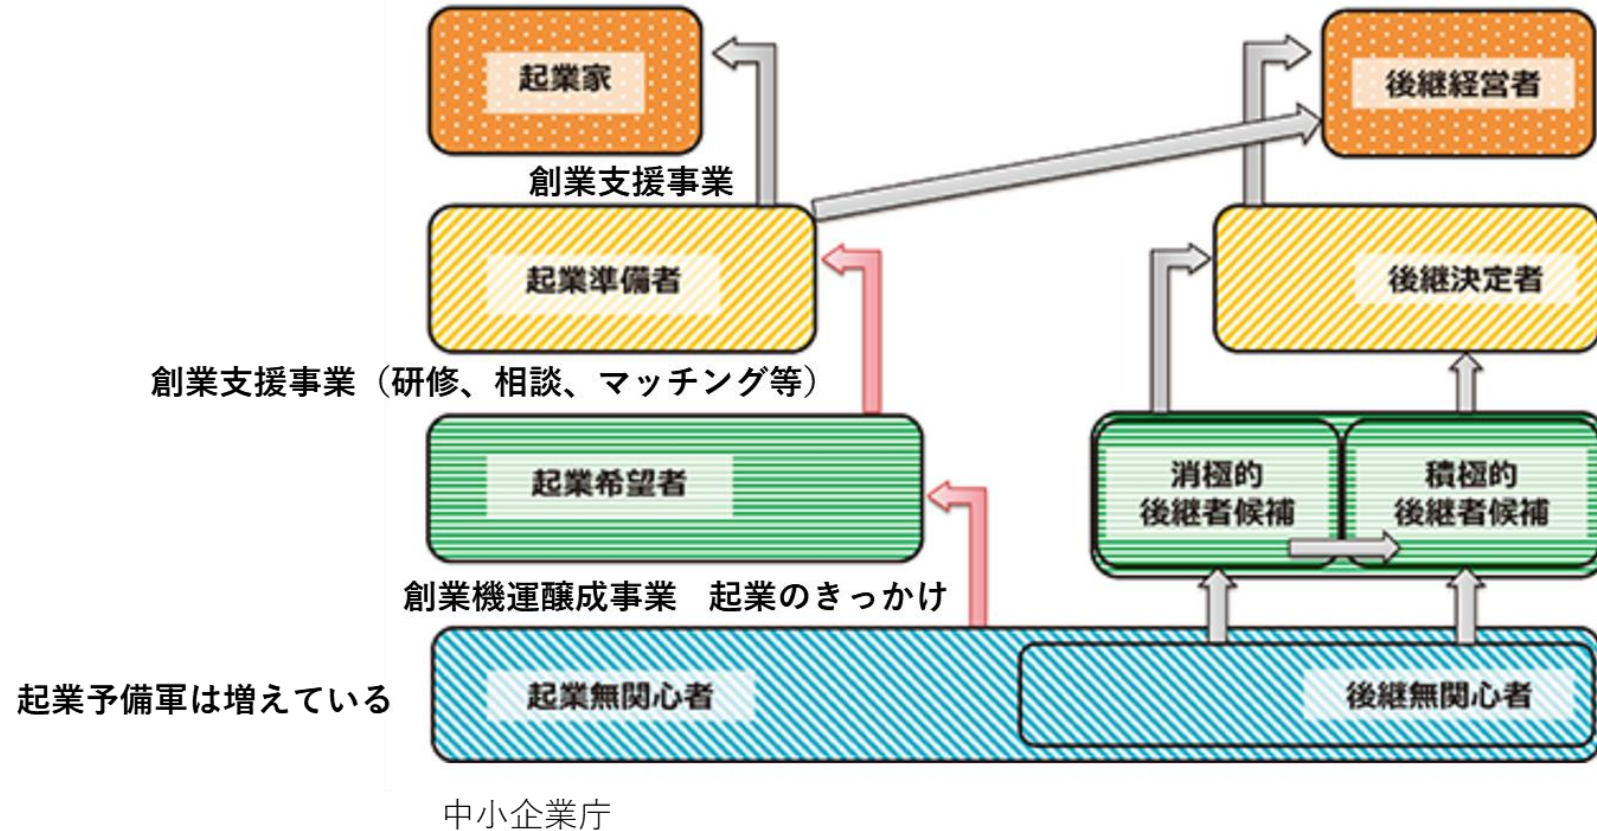 起業家
後継経営者
創業支援事業
起業準備者
後継決定者
創業支援事業（研修、相談、マッチング等）
起業希望者
消極的
後継者候補
積極的
後継者候補
創業機運醸成事業　起業のきっかけ
起業予備軍は増えている
起業無関心者
後継無関心者
中小企業庁